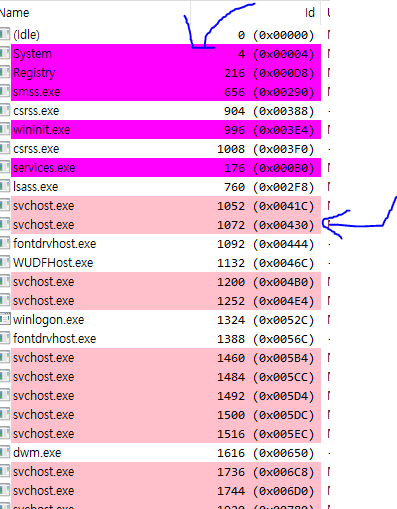 Name Id
(Idle) 0 (0x00000)
System 4 (0x00004)
Registry 216 (0x000D8)
smss.exe 656 (0x00290)
csrss.exe 904 (0x00388)
wininit.exe 996 (0x003E4)
csrss.exe 1008 (0x003F0)
services.exe 176 (0x000B0)
lsass.exe 760 (0x002F8)
svchost.exe 1052 (0x0041C)
svchost.exe 1072 (0x00430)
fontdrvhost.exe 1092 (0x00444)
WUDFHost.exe 1132 (0x0046C)
svchost.exe 1200 (0x004B0)
svchost.exe 1252 (0x004E4)
winlogon.exe 1324 (0x0052C)
fontdrvhost.exe 1388 (0x0056C)
svchost.exe 1460 (0x005B4)
svchost.exe 1484 (0x005CC)
svchost.exe 1492 (0x005D4)
svchost.exe 1500 (0x005DC)
svchost.exe 1516 (0x005EC)
dwm.exe 1616 (0x00650)
svchost.exe 1736 (0x006C8)
svchost.exe 1744 (0x006D0)